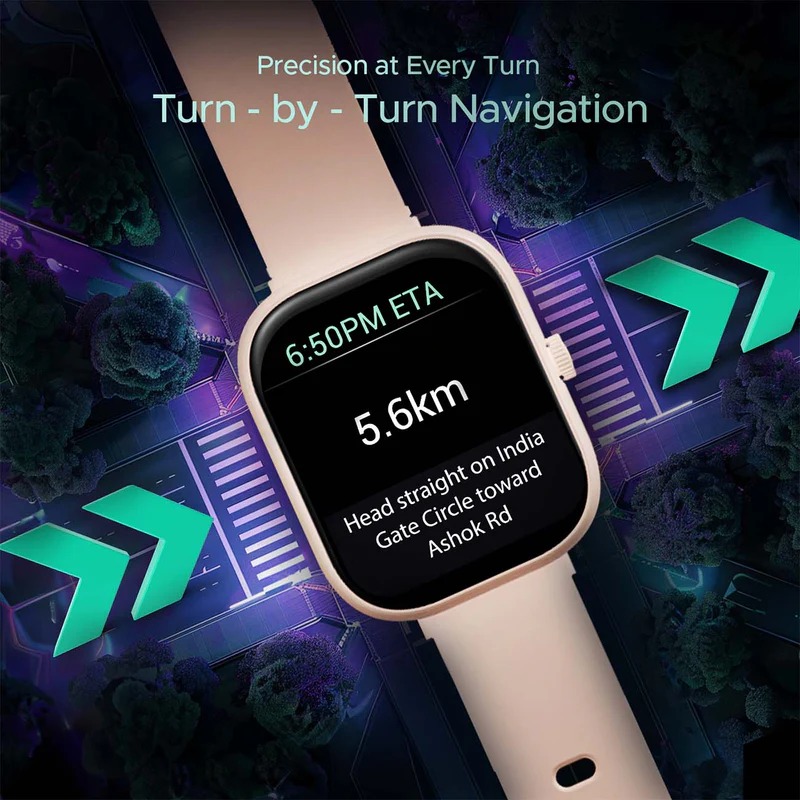 Precision at Every Turn
Turn - by - Turn Navigation
6:50PM ETA
5.6km
Head straight on India
Gate Circle toward
Ashok Rd